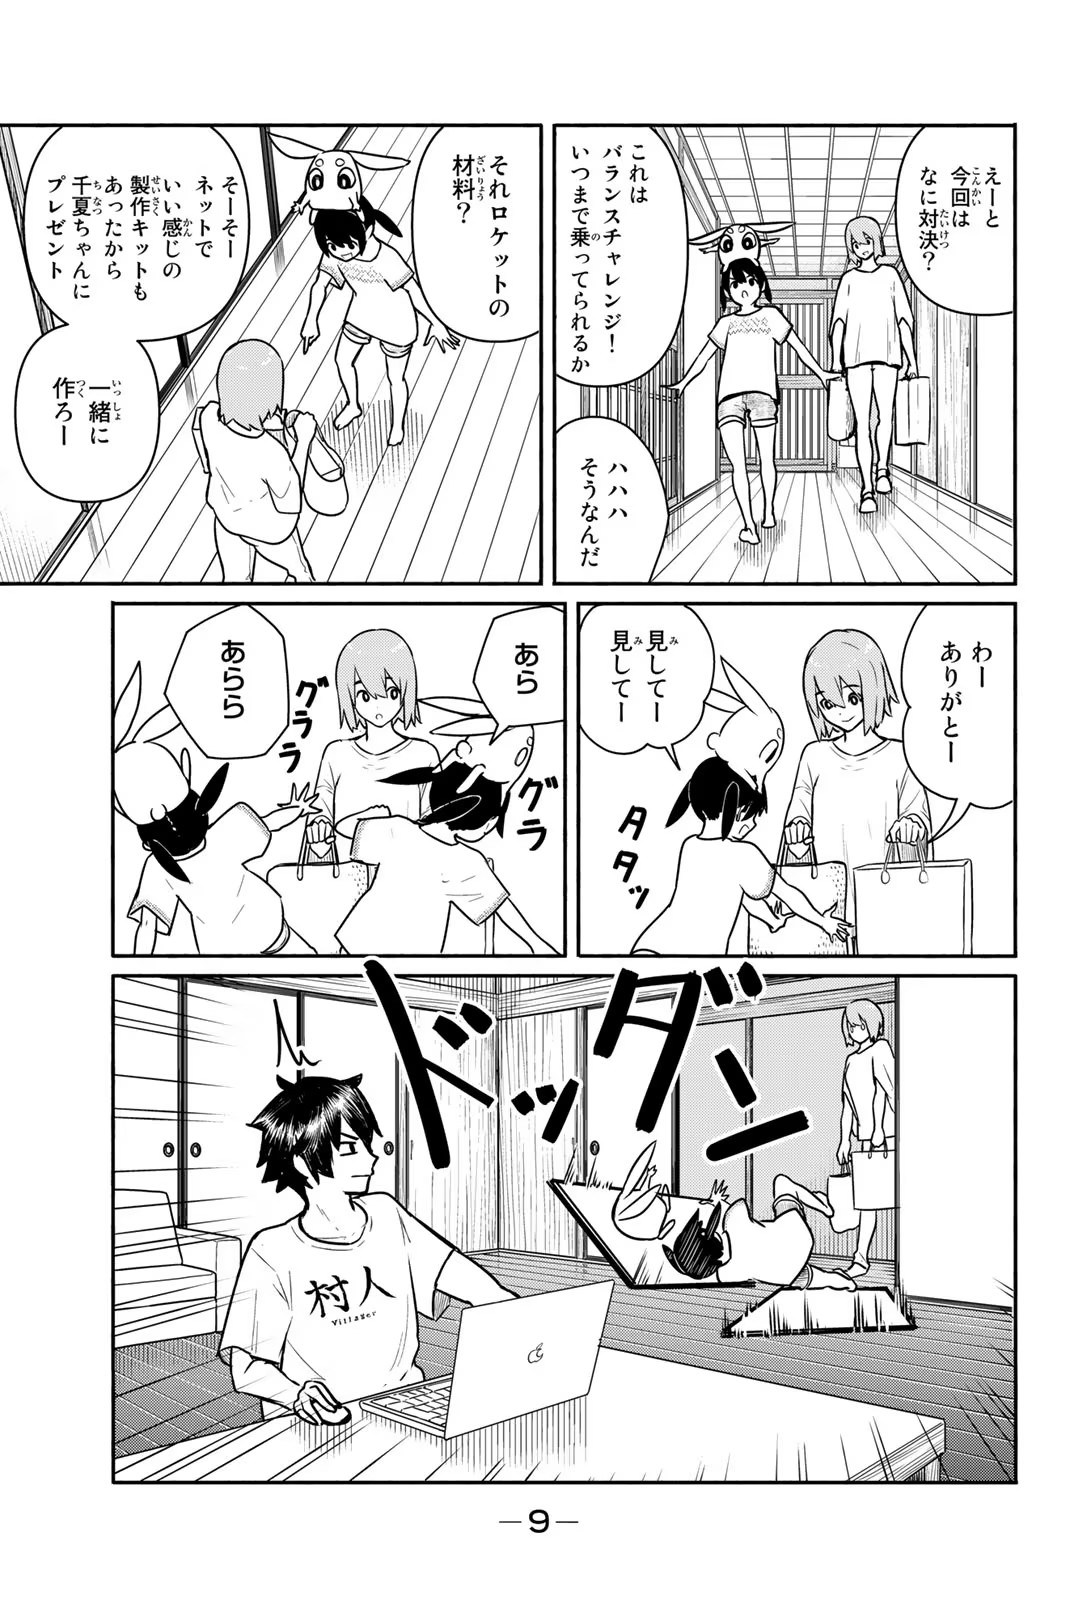 えーと
今回は
なに対決？
これは
バランスチャレンジ！
いつまで乗ってられるか
ハハハ
そうなんだ
それロケットの
材料？
そーそー
ネットで
いい感じの
製作キットも
あったから
千夏ちゃんに
プレゼント
一緒に
作ろー
わー
ありがとー
見してー
見してー
タタタッ
あら
グラ
グララ
あらら
ドッダン
村人
Villager
—9—